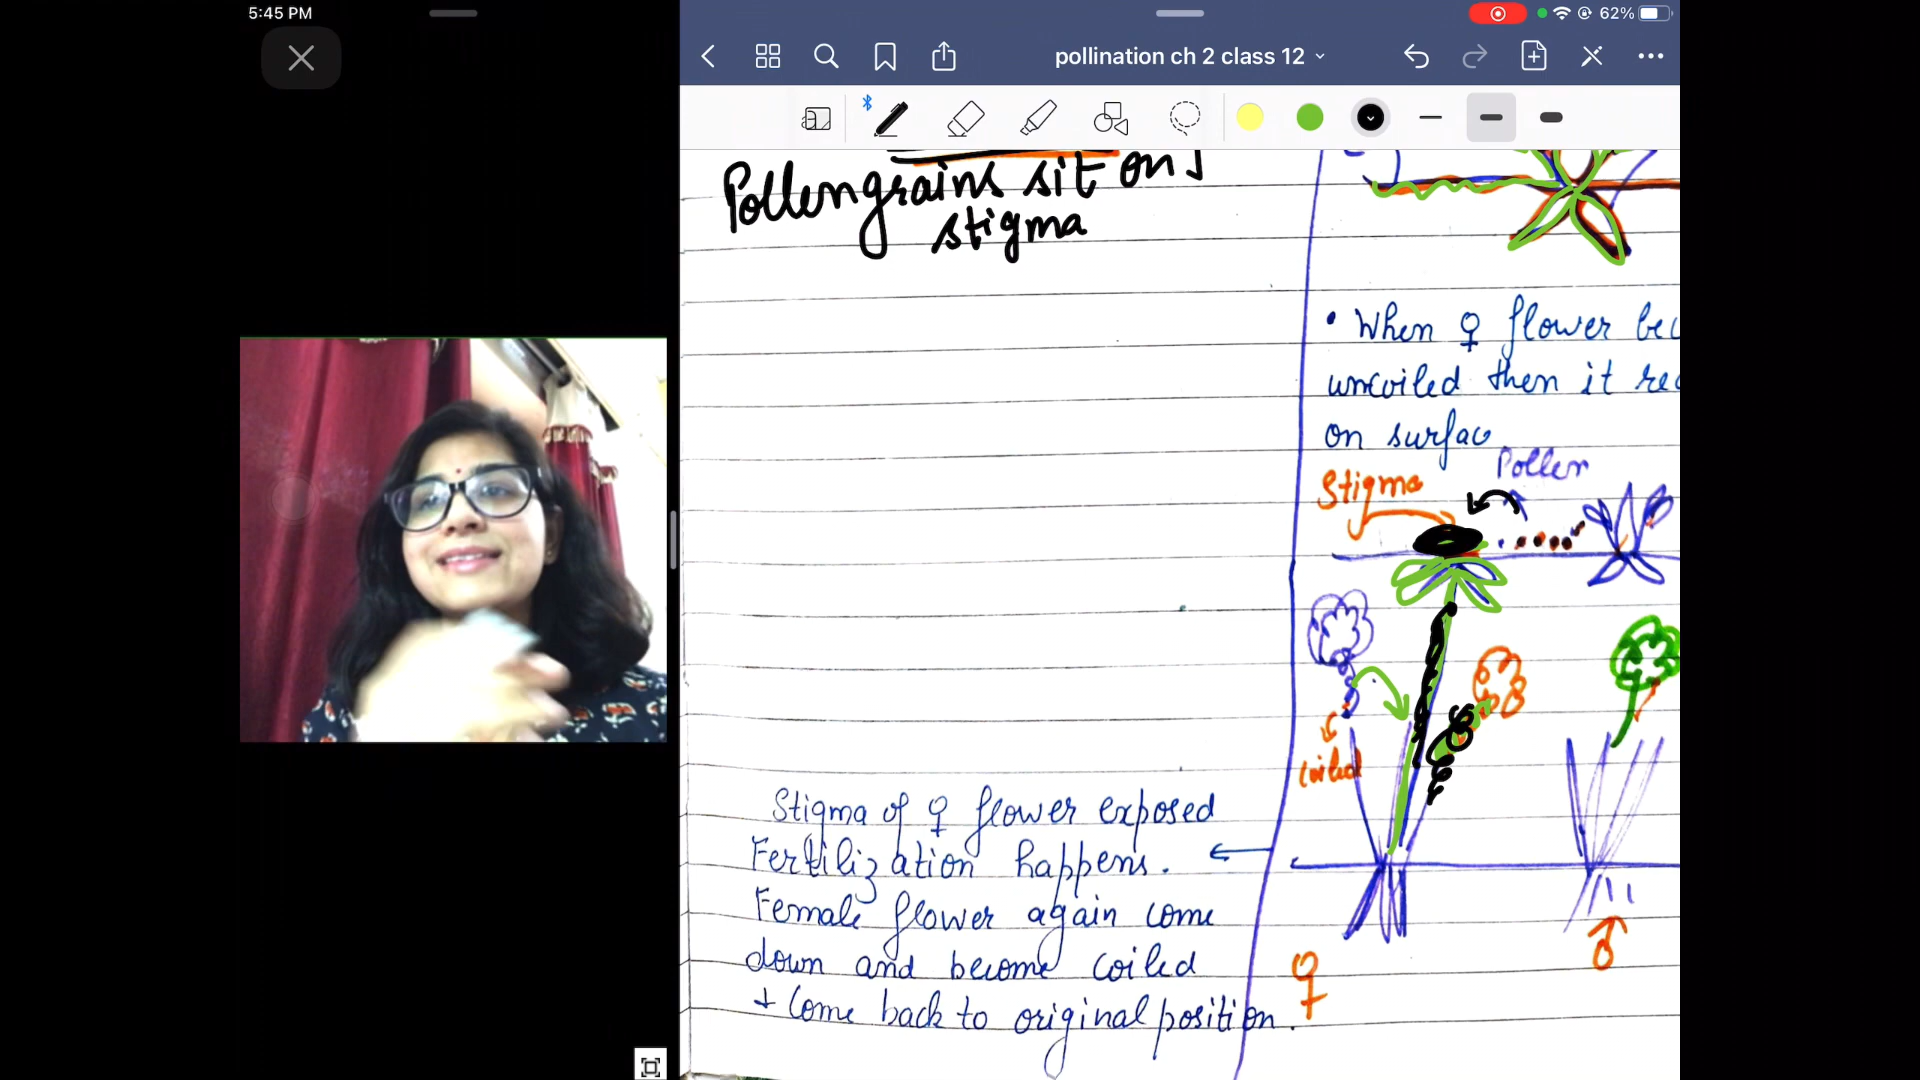 5:45 PM
62%
pollination ch 2 class 12
Pollengrains sit on
stigma
• When ♀ flower bec
uncoiled then it rec
on surfac
Pollen
Stigma
coiled
Stigma of ♀ flower exposed
Fertilization happens.
Female flower again come
down and become coiled
+ Come back to original position.
♀
♂